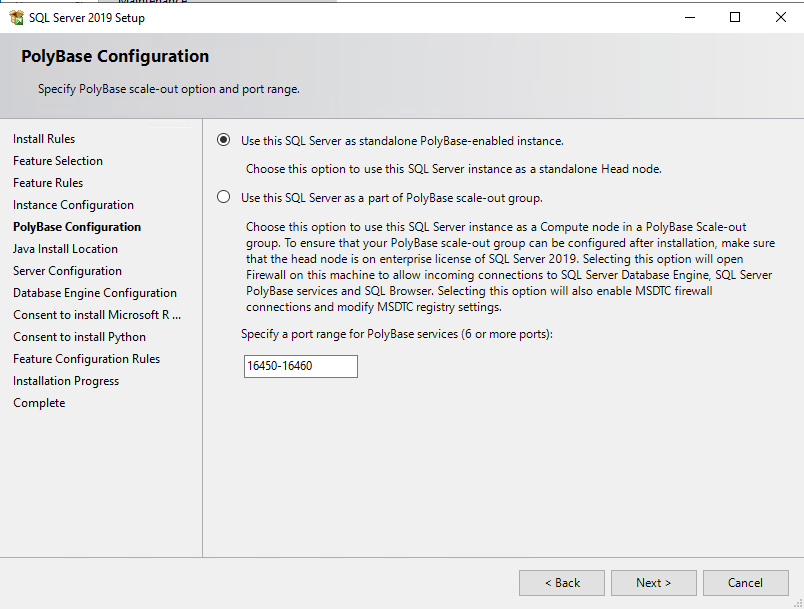 Maintenance
SQL Server 2019 Setup
PolyBase Configuration
Specify PolyBase scale-out option and port range.
Install Rules
Feature Selection
Feature Rules
Instance Configuration
PolyBase Configuration
Java Install Location
Server Configuration
Database Engine Configuration
Consent to install Microsoft R ...
Consent to install Python
Feature Configuration Rules
Installation Progress
Complete
Use this SQL Server as standalone PolyBase-enabled instance.
Choose this option to use this SQL Server instance as a standalone Head node.
Use this SQL Server as a part of PolyBase scale-out group.
Choose this option to use this SQL Server instance as a Compute node in a PolyBase Scale-out
group. To ensure that your PolyBase scale-out group can be configured after installation, make sure
that the head node is on enterprise license of SQL Server 2019. Selecting this option will open
Firewall on this machine to allow incoming connections to SQL Server Database Engine, SQL Server
PolyBase services and SQL Browser. Selecting this option will also enable MSDTC firewall
connections and modify MSDTC registry settings.
Specify a port range for PolyBase services (6 or more ports):
16450-16460
< Back
Next >
Cancel